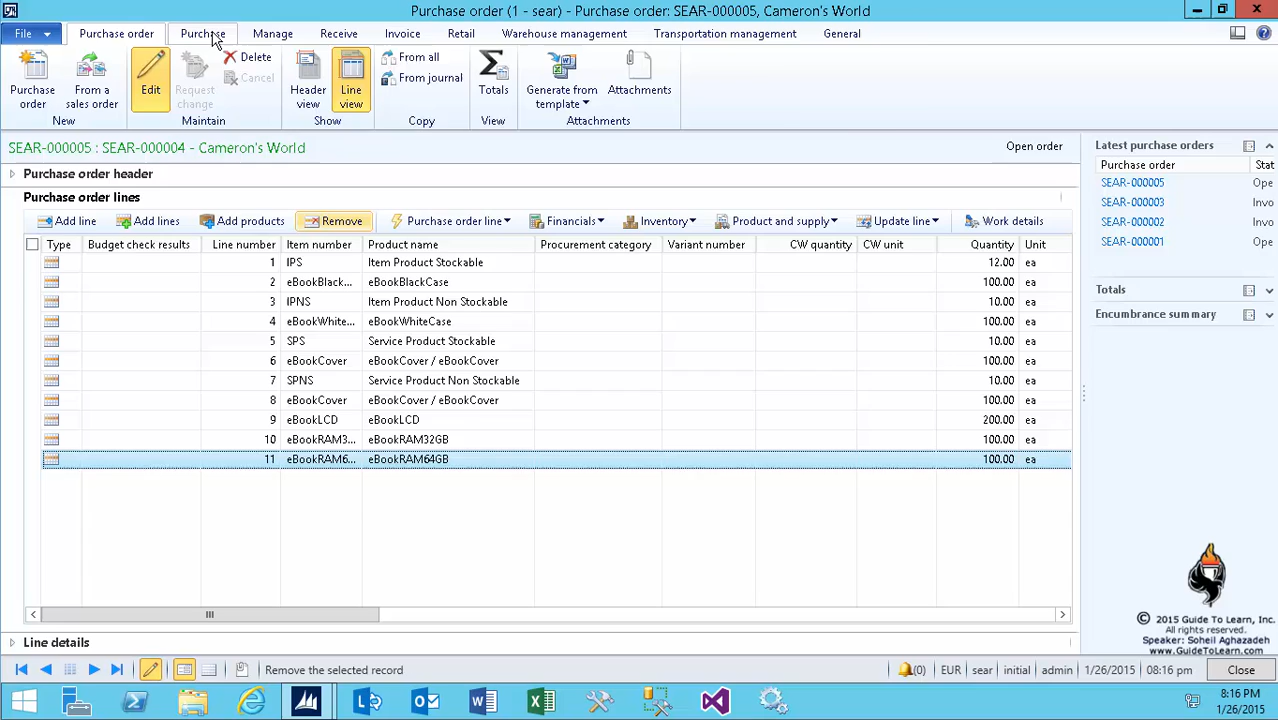 Purchase order (1 - sear) - Purchase order: SEAR-000005, Cameron's World
File Purchase order Purchase Manage Receive Invoice Retail Warehouse management Transportation management General
Purchase order
From a sales order
New
Edit
Request change
Delete
Cancel
Maintain
Header view
Line view
Show
From all
From journal
Copy
Totals
View
Generate from template
Attachments
Attachments
SEAR-000005 : SEAR-000004 - Cameron's World
Open order
Purchase order header
Purchase order lines
Add line Add lines Add products Remove Purchase order line Financials Inventory Product and supply Update line Work details
Type Budget check results Line number Item number Product name Procurement category Variant number CW quantity CW unit Quantity Unit
1 IPS Item Product Stockable 12.00 ea
2 eBookBlack... eBookBlackCase 100.00 ea
3 IPNS Item Product Non Stockable 10.00 ea
4 eBookWhite... eBookWhiteCase 100.00 ea
5 SPS Service Product Stockable 10.00 ea
6 eBookCover eBookCover / eBookCover 100.00 ea
7 SPNS Service Product Non Stockable 10.00 ea
8 eBookCover eBookCover / eBookCover 100.00 ea
9 eBookLCD eBookLCD 200.00 ea
10 eBookRAM3... eBookRAM32GB 100.00 ea
11 eBookRAM6... eBookRAM64GB 100.00 ea
Line details
Latest purchase orders
Purchase order Stat
SEAR-000005 Ope
SEAR-000003 Invo
SEAR-000002 Invo
SEAR-000001 Ope
Totals
Encumbrance summary
© 2015 Guide To Learn, Inc.
All rights reserved.
Speaker: Soheil Aghazadeh
www.GuideToLearn.com
Remove the selected record
(0) EUR sear initial admin 1/26/2015 08:16 pm Close
8:16 PM
1/26/2015